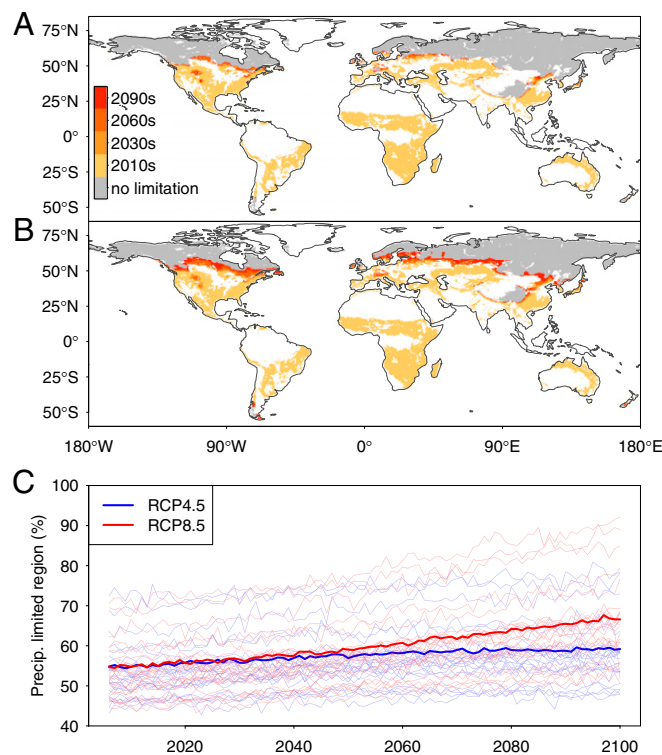 A
75°N
50°N
25°N
0°
25°S
50°S
2090s
2060s
2030s
2010s
no limitation
B
75°N
50°N
25°N
0°
25°S
50°S
180°W
90°W
0°
90°E
180°E
C
Precip. limited region (%)
100
90
80
70
60
50
40
RCP4.5
RCP8.5
2020
2040
2060
2080
2100